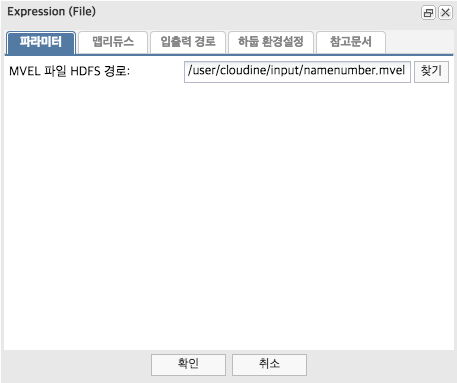 Expression (File)
파라미터 맵리듀스 입출력 경로 하둡 환경설정 참고문서
MVEL 파일 HDFS 경로: /user/cloudine/input/namenumber.mvel 찾기
확인 취소